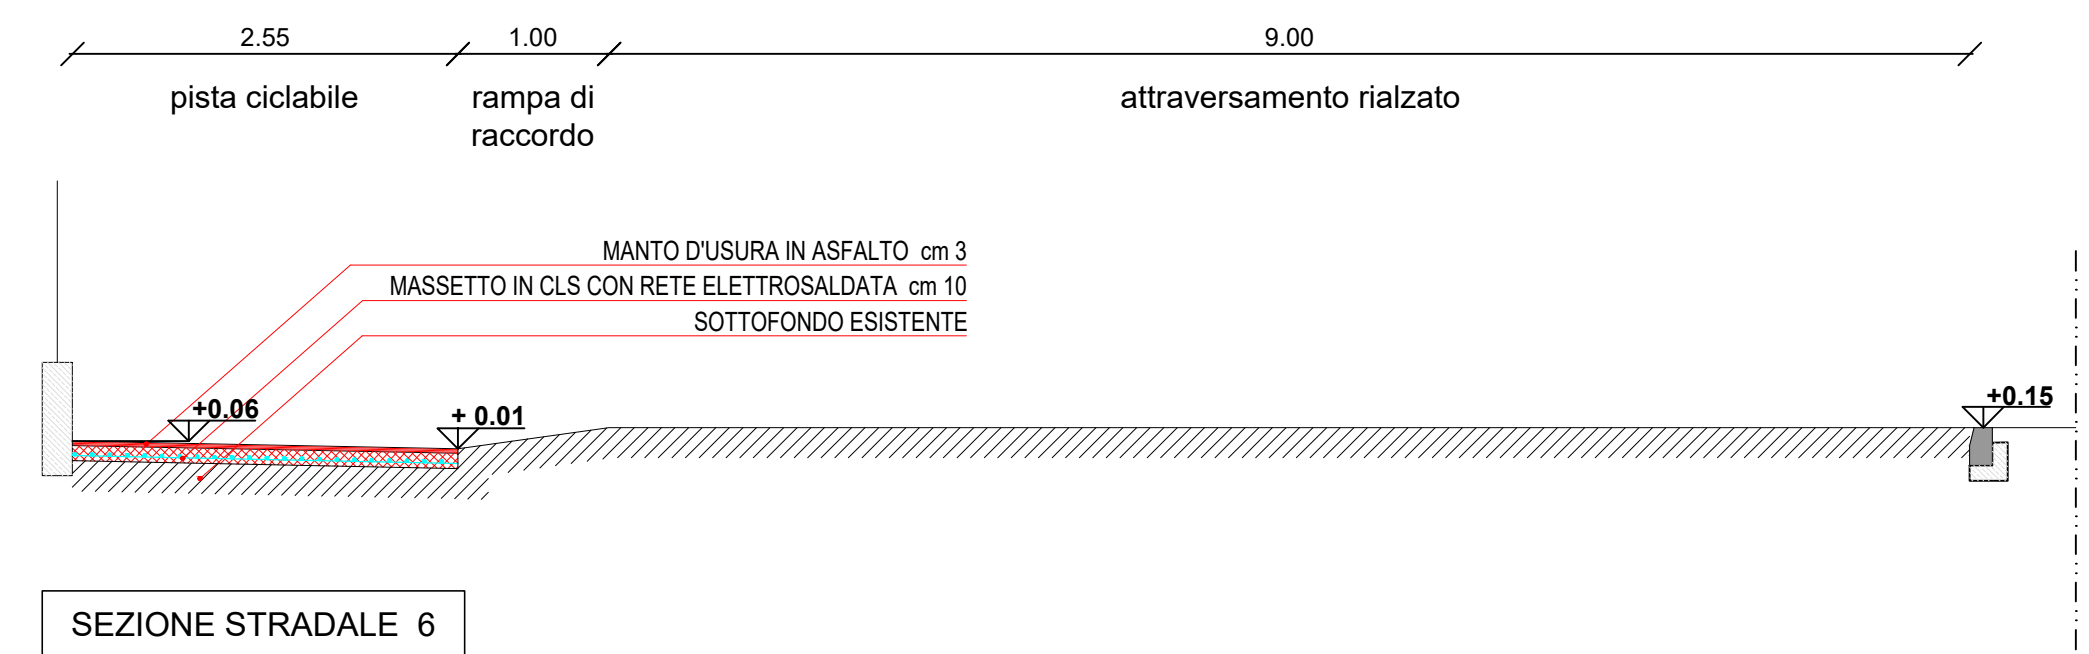 2.55 1.00 9.00
pista ciclabile rampa di attraversamento rialzato
raccordo
MANTO D'USURA IN ASFALTO cm 3
MASSETTO IN CLS CON RETE ELETTROSALDATA cm 10
SOTTOFONDO ESISTENTE
+0.06 + 0.01 +0.15
SEZIONE STRADALE 6